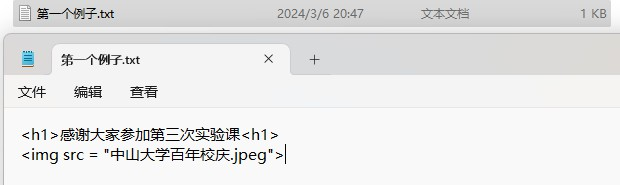 第一个例子.txt 2024/3/6 20:47 文本文档 1 KB
第一个例子.txt
文件 编辑 查看
<h1>感谢大家参加第三次实验课<h1>
<img src = "中山大学百年校庆.jpeg">